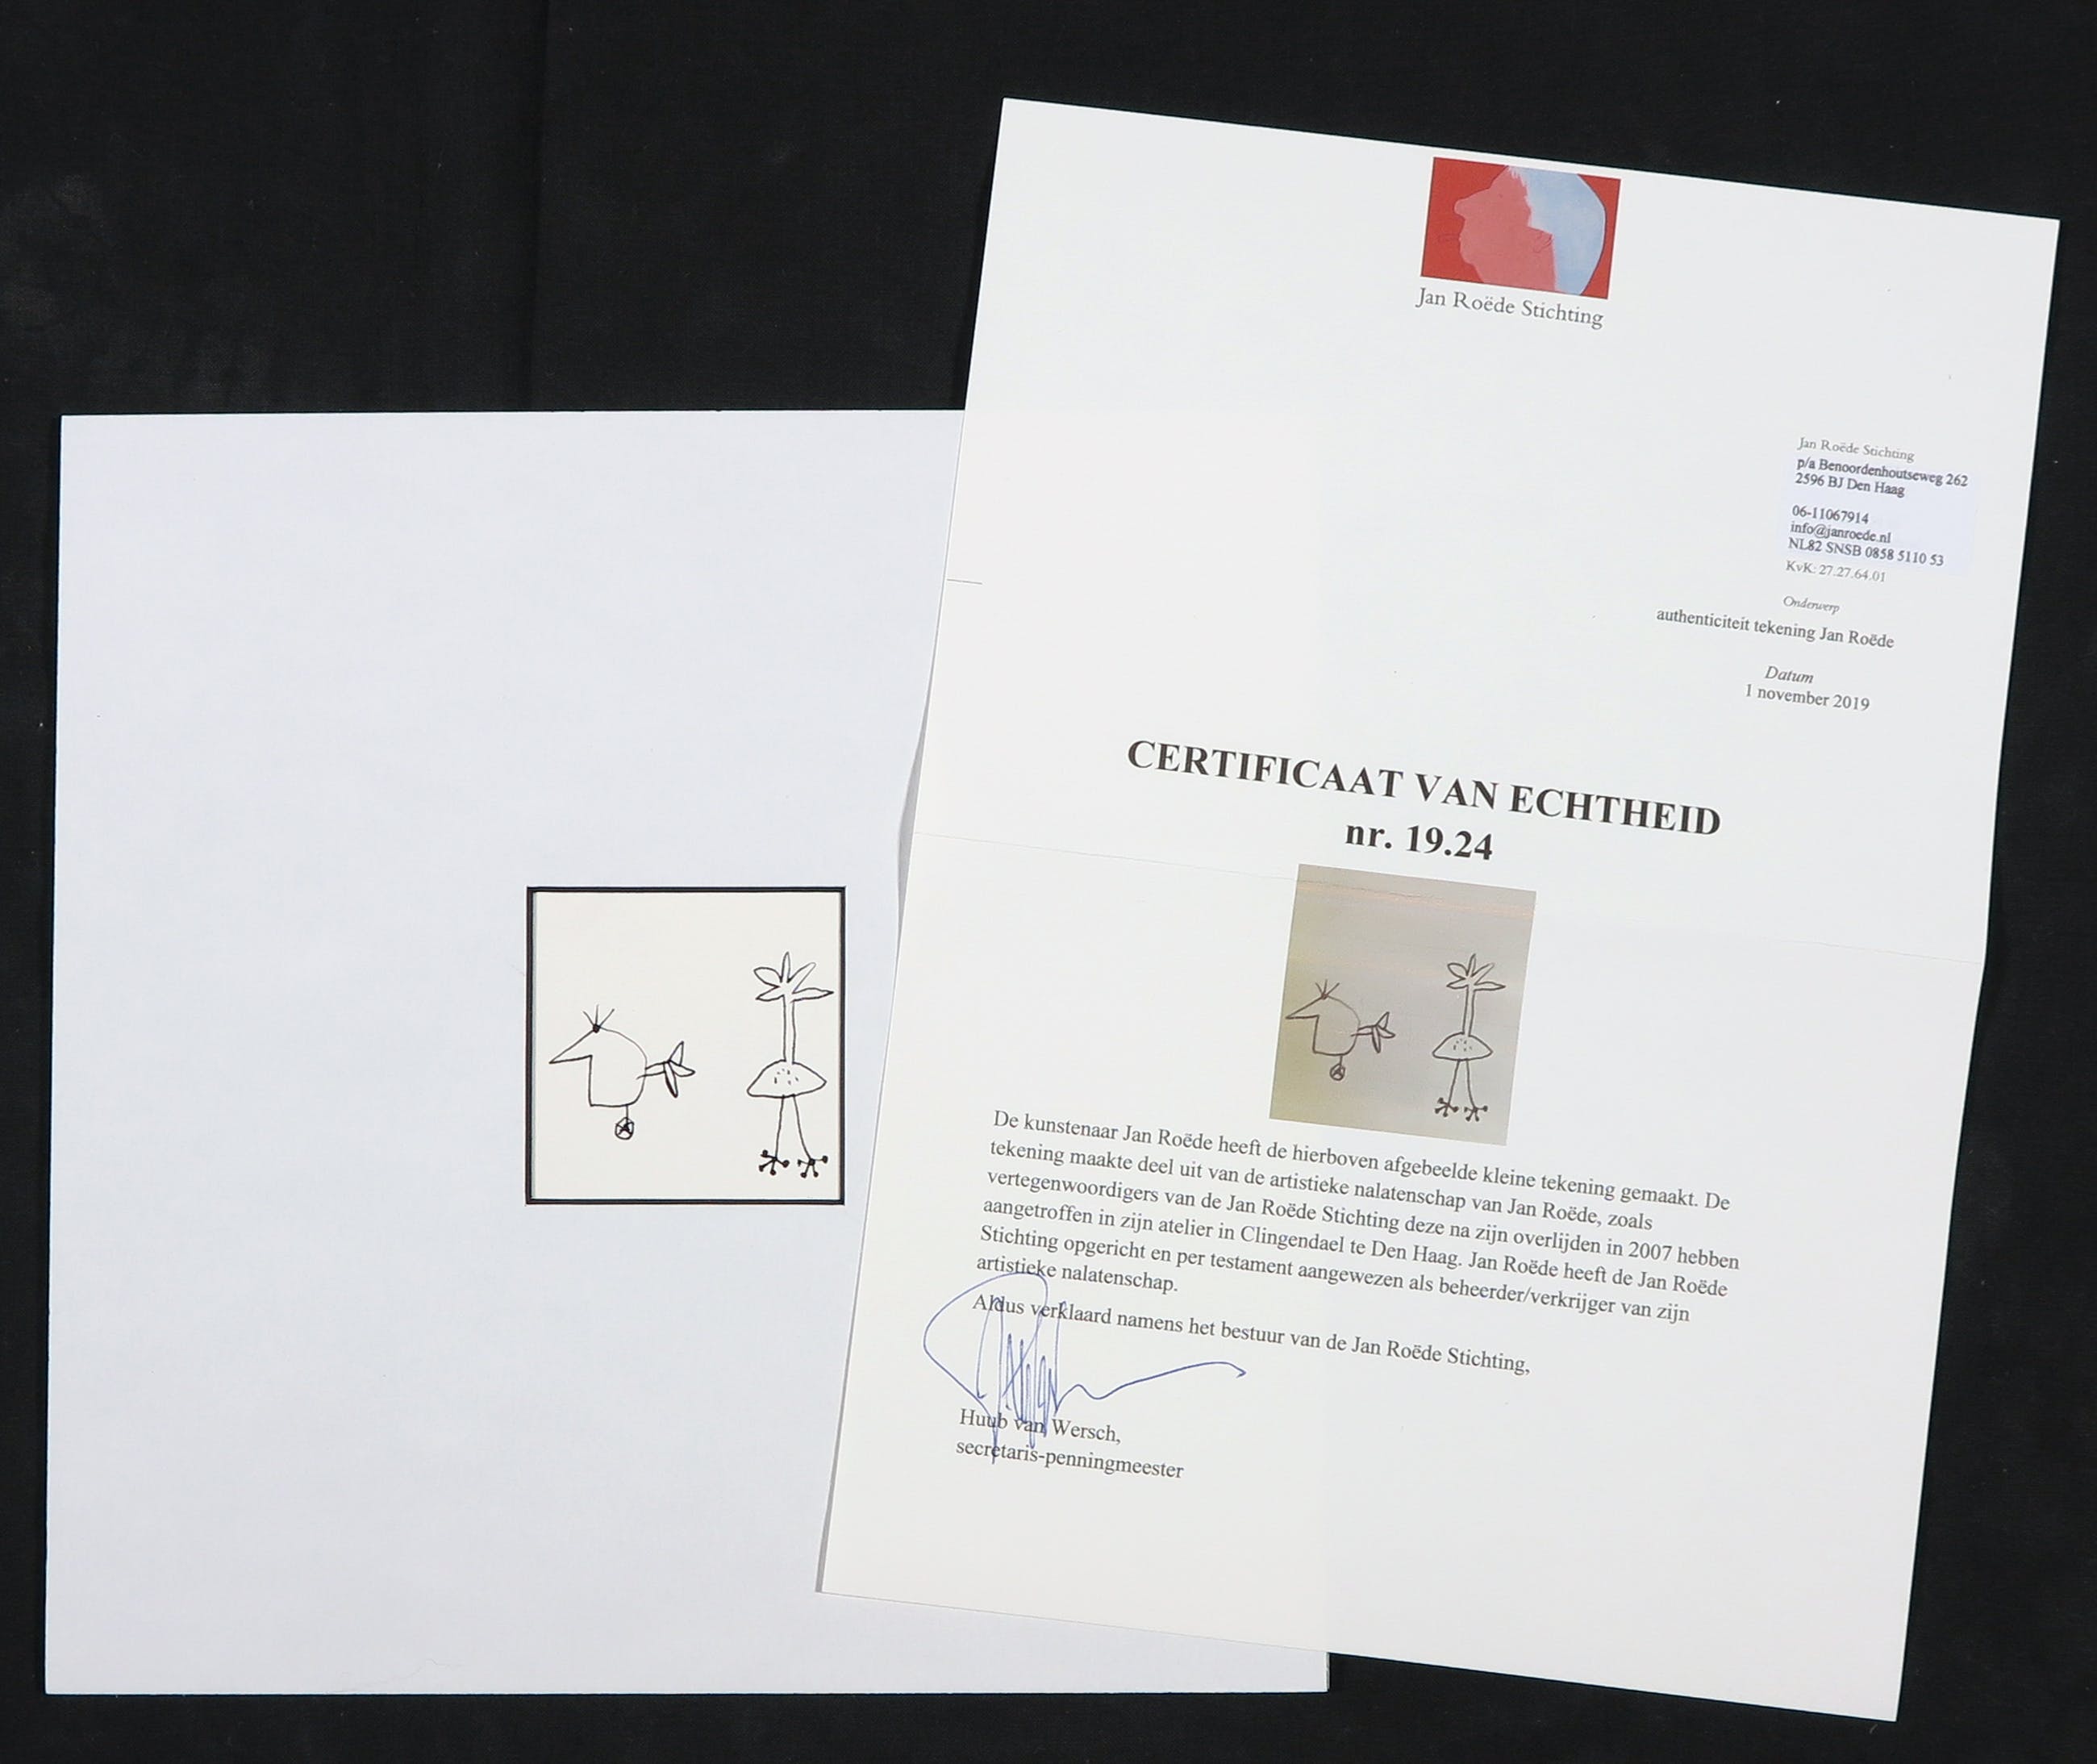 Jan Roëde Stichting
Jan Roëde Stichting
p/a Benoordenhoutseweg 262
2596 BJ Den Haag
06-11067914
info@janroede.nl
NL82 SNSB 0858 5110 53
KvK: 27.27.64.01
Onderwerp
authenticiteit tekening Jan Roëde
Datum
1 november 2019
CERTIFICAAT VAN ECHTHEID
nr. 19.24
De kunstenaar Jan Roëde heeft de hierboven afgebeelde kleine tekening gemaakt. De
tekening maakte deel uit van de artistieke nalatenschap van Jan Roëde, zoals
vertegenwoordigers van de Jan Roëde Stichting deze na zijn overlijden in 2007 hebben
aangetroffen in zijn atelier in Clingendael te Den Haag. Jan Roëde heeft de Jan Roëde
Stichting opgericht en per testament aangewezen als beheerder/verkrijger van zijn
artistieke nalatenschap.
Aldus verklaard namens het bestuur van de Jan Roëde Stichting,
Huub van Wersch,
secretaris-penningmeester